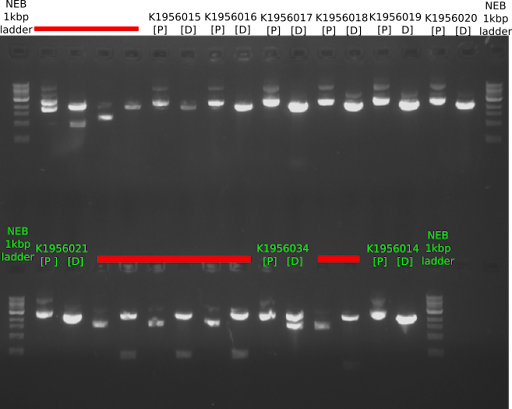 NEB
1kbp
ladder
K1956015 K1956016 K1956017 K1956018 K1956019 K1956020
[P] [D] [P] [D] [P] [D] [P] [D] [P] D] [P] [D]
NEB
1kbp
ladder
NEB
1kbp
ladder
K1956021
[P ] [D]
K1956034
[P] [D]
K1956014
[P] [D]
NEB
1kbp
ladder